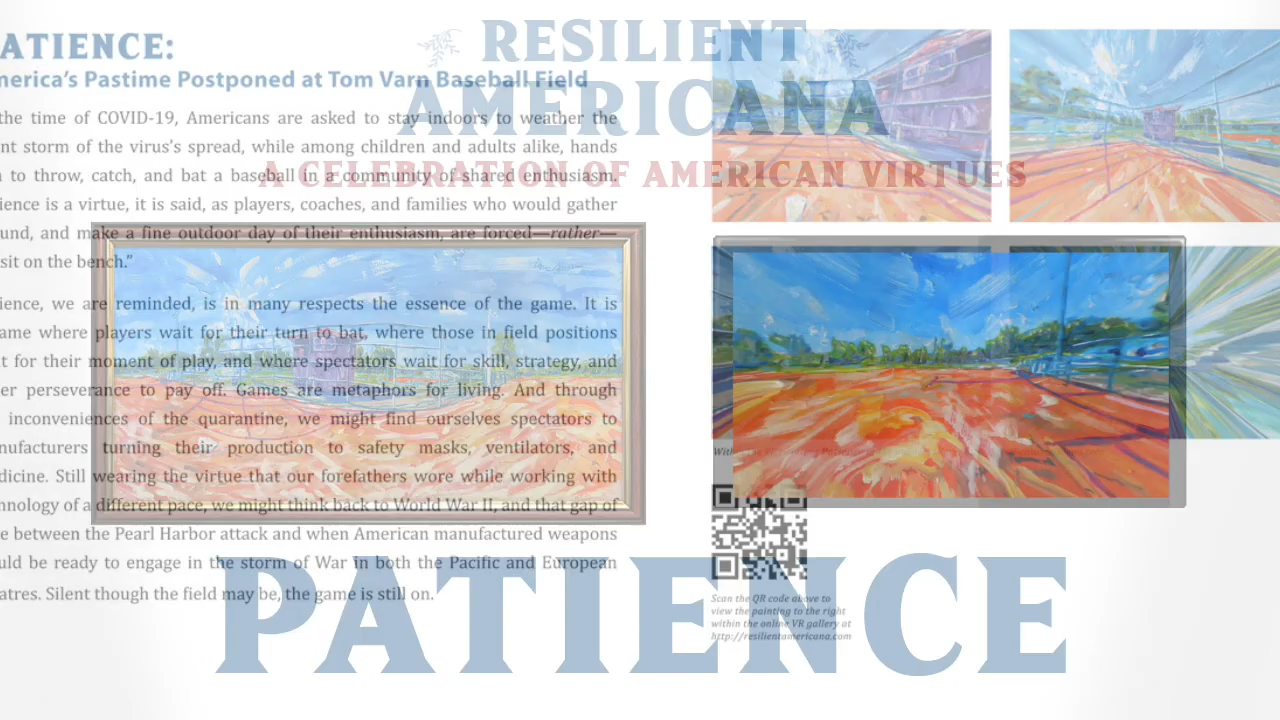 RESILIENT
AMERICANA
A CELEBRATION OF AMERICAN VIRTUES
ATIENCE:
merica's Pastime Postponed at Tom Varn Baseball Field
the time of COVID-19, Americans are asked to stay indoors to weather the
nt storm of the virus's spread, while among children and adults alike, hands
to throw, catch, and bat a baseball in a community of shared enthusiasm.
ience is a virtue, it is said, as players, coaches, and families who would gather
und, and make a fine outdoor day of their enthusiasm, are forced—rather—
sit on the bench."
ience, we are reminded, is in many respects the essence of the game. It is
ame where players wait for their turn to bat, where those in field positions
t for their moment of play, and where spectators wait for skill, strategy, and
er perseverance to pay off. Games are metaphors for living. And through
inconveniences of the quarantine, we might find ourselves spectators to
nufacturers turning their production to safety masks, ventilators, and
dicine. Still wearing the virtue that our forefathers wore while working with
hnology of a different pace, we might think back to World War II, and that gap of
e between the Pearl Harbor attack and when American manufactured weapons
uld be ready to engage in the storm of War in both the Pacific and European
atres. Silent though the field may be, the game is still on.
Scan the QR code above to
view the painting to the right
within the online VR gallery at
http://resilientamericana.com
PATIENCE